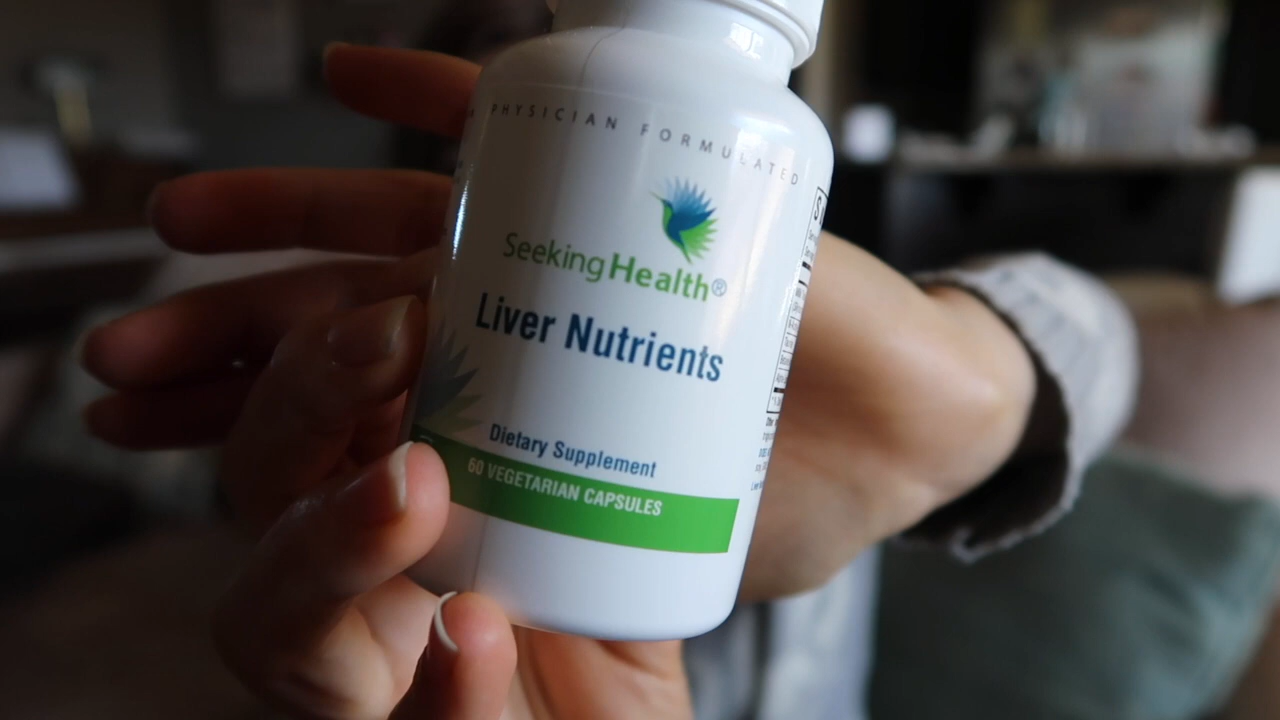 PHYSICIAN FORMULATED
SeekingHealth®
Liver Nutrients
Dietary Supplement
60 VEGETARIAN CAPSULES